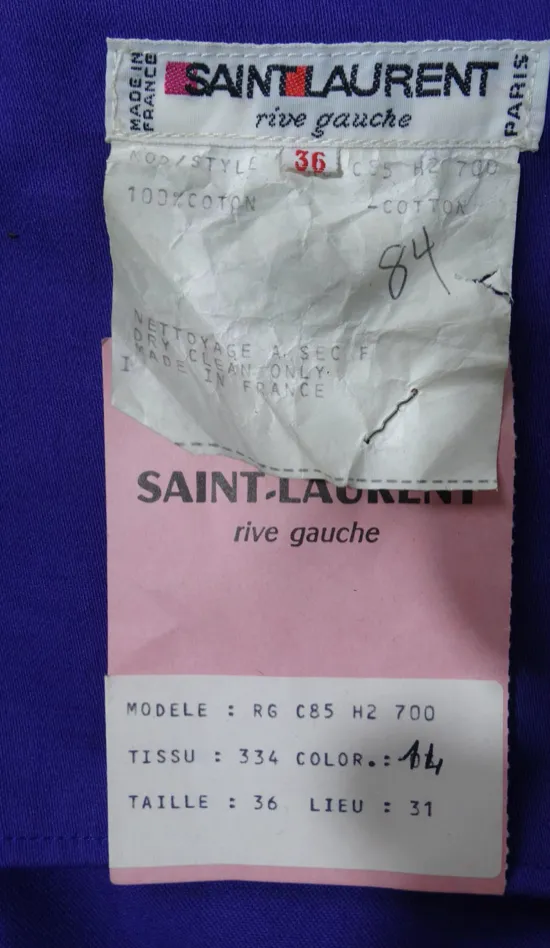 MADE IN
FRANCE
SAINT LAURENT
rive gauche
PARIS
MOD/STYLE 36 C85 H2 700
100%COTON -COTTON
84
NETTOYAGE A SEC F
DRY CLEAN ONLY.
MADE IN FRANCE
SAINT-LAURENT
rive gauche
MODELE : RG C85 H2 700
TISSU : 334 COLOR.:
TAILLE : 36 LIEU : 31